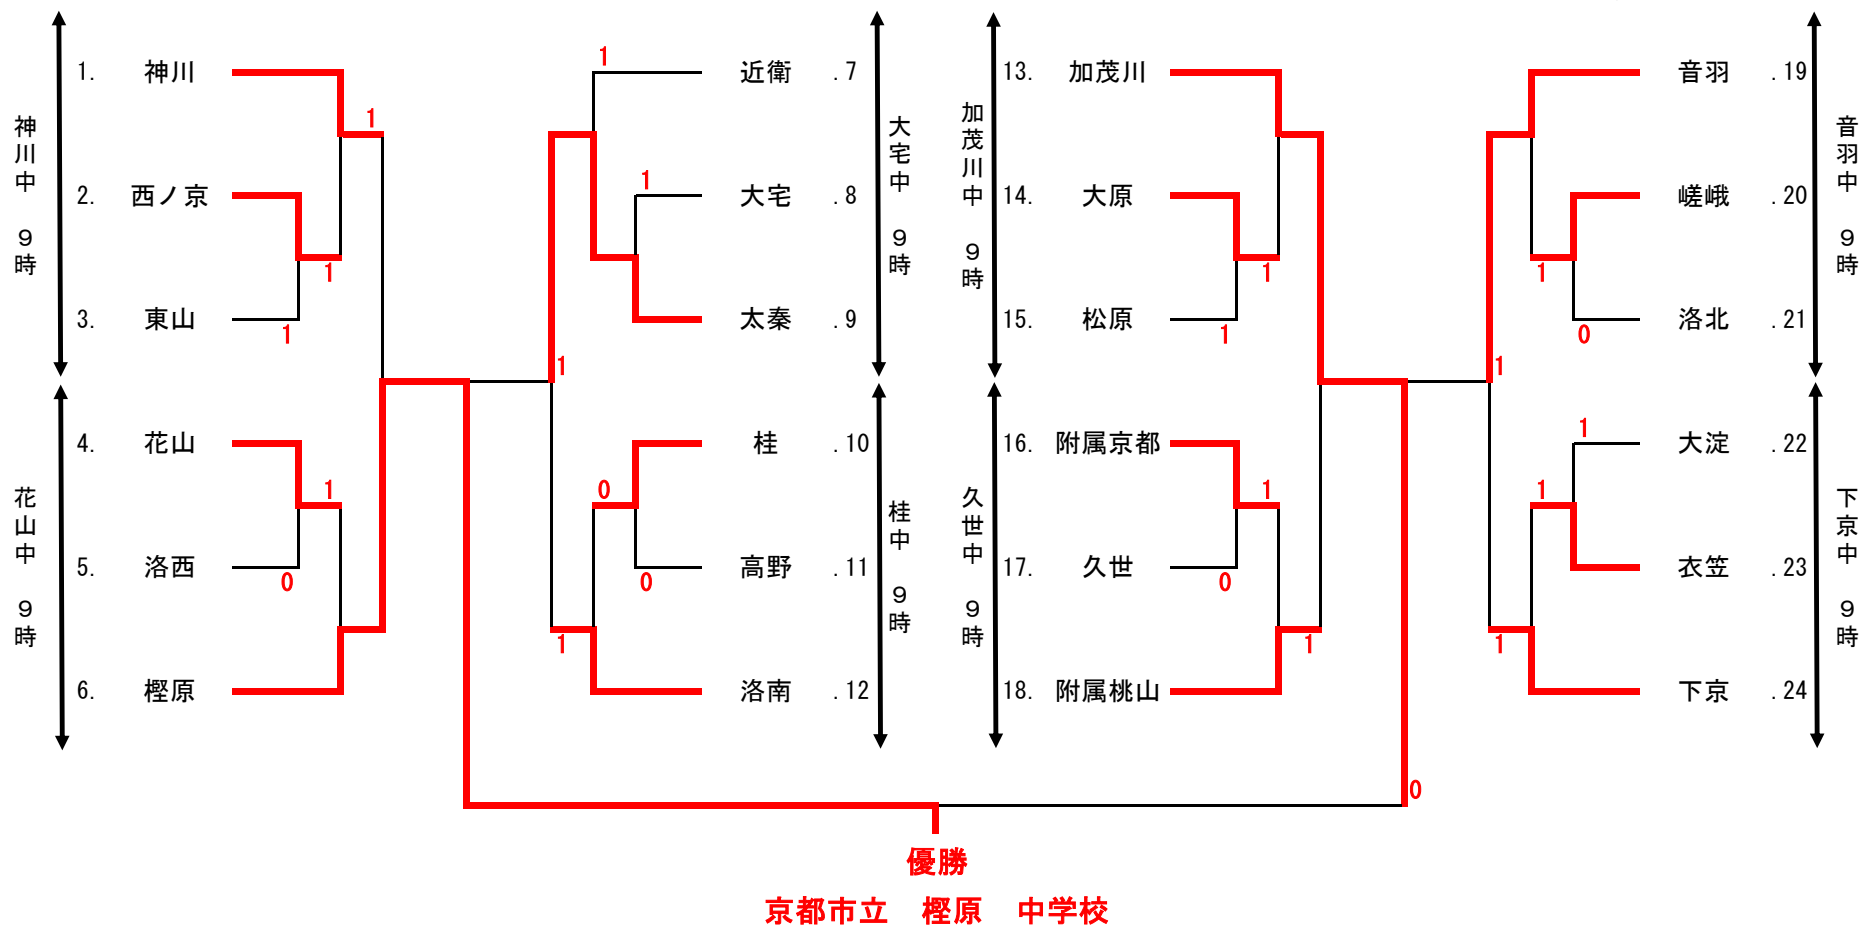 神川中 9時
1. 神川
1
2. 西ノ京
1
3. 東山
1
花山中 9時
4. 花山
1
5. 洛西
0
6. 樫原
大宅中 9時
1
近衛 .7
1
大宅 .8
太秦 .9
1
桂中 9時
桂 .10
0
高野 .11
0
1
洛南 .12
加茂川中 9時
13. 加茂川
14. 大原
1
15. 松原
1
久世中 9時
16. 附属京都
1
17. 久世
0
1
18. 附属桃山
音羽中 9時
音羽 .19
嵯峨 .20
1
洛北 .21
0
1
下京中 9時
1
大淀 .22
1
衣笠 .23
1
下京 .24
0
優勝
京都市立 樫原 中学校